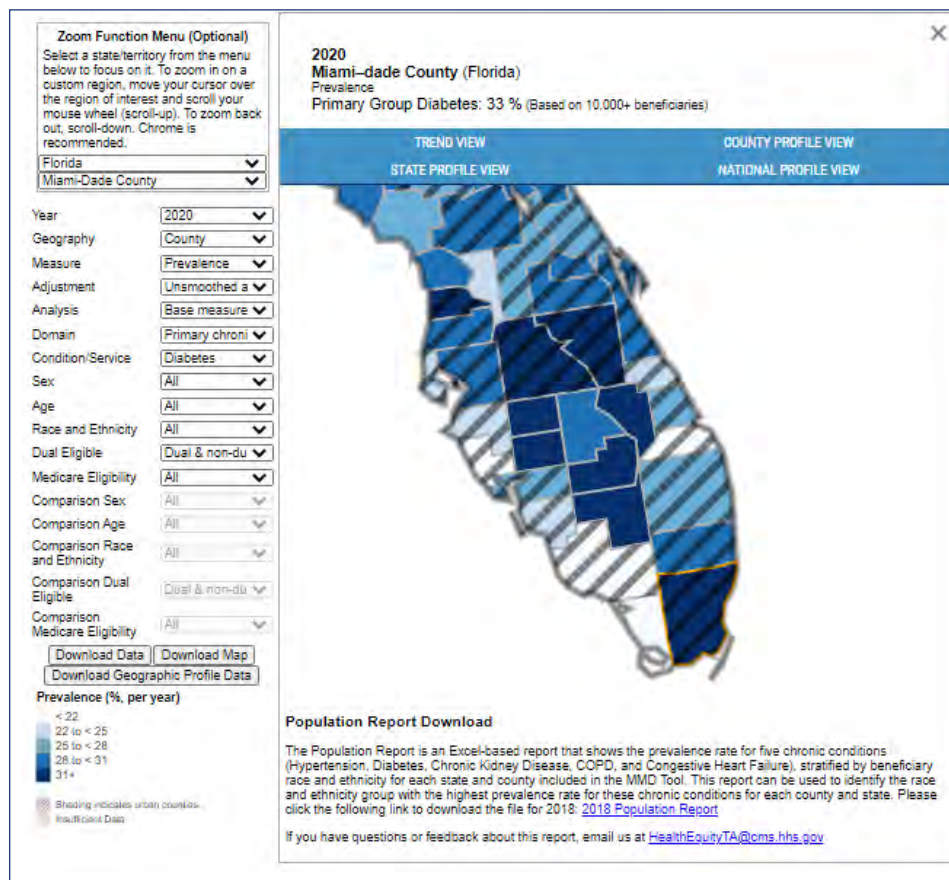 Zoom Function Menu (Optional)
Select a state/territory from the menu
below to focus on it. To zoom in on a
custom region, move your cursor over
the region of interest and scroll your
mouse wheel (scroll-up). To zoom back
out, scroll-down. Chrome is
recommended.
Florida
Miami-Dade County
Year 2020
Geography County
Measure Prevalence
Adjustment Unsmoothed a
Analysis Base measure
Domain Primary chroni
Condition/Service Diabetes
Sex All
Age All
Race and Ethnicity All
Dual Eligible Dual & non-du
Medicare Eligibility All
Comparison Sex All
Comparison Age All
Comparison Race
and Ethnicity All
Comparison Dual
Eligible Dual & non-du
Comparison
Medicare Eligibility All
Download Data Download Map
Download Geographic Profile Data
Prevalence (%, per year)
< 22
22 to < 25
25 to < 28
28 to < 31
31+
Shading indicates urban counties
Insufficient Data
2020
Miami–dade County (Florida)
Prevalence
Primary Group Diabetes: 33 % (Based on 10,000+ beneficiaries)
TREND VIEW COUNTY PROFILE VIEW
STATE PROFILE VIEW NATIONAL PROFILE VIEW
Population Report Download
The Population Report is an Excel-based report that shows the prevalence rate for five chronic conditions
(Hypertension, Diabetes, Chronic Kidney Disease, COPD, and Congestive Heart Failure), stratified by beneficiary
race and ethnicity for each state and county included in the MMD Tool. This report can be used to identify the race
and ethnicity group with the highest prevalence rate for these chronic conditions for each county and state. Please
click the following link to download the file for 2018: 2018 Population Report
If you have questions or feedback about this report, email us at HealthEquityTA@cms.hhs.gov